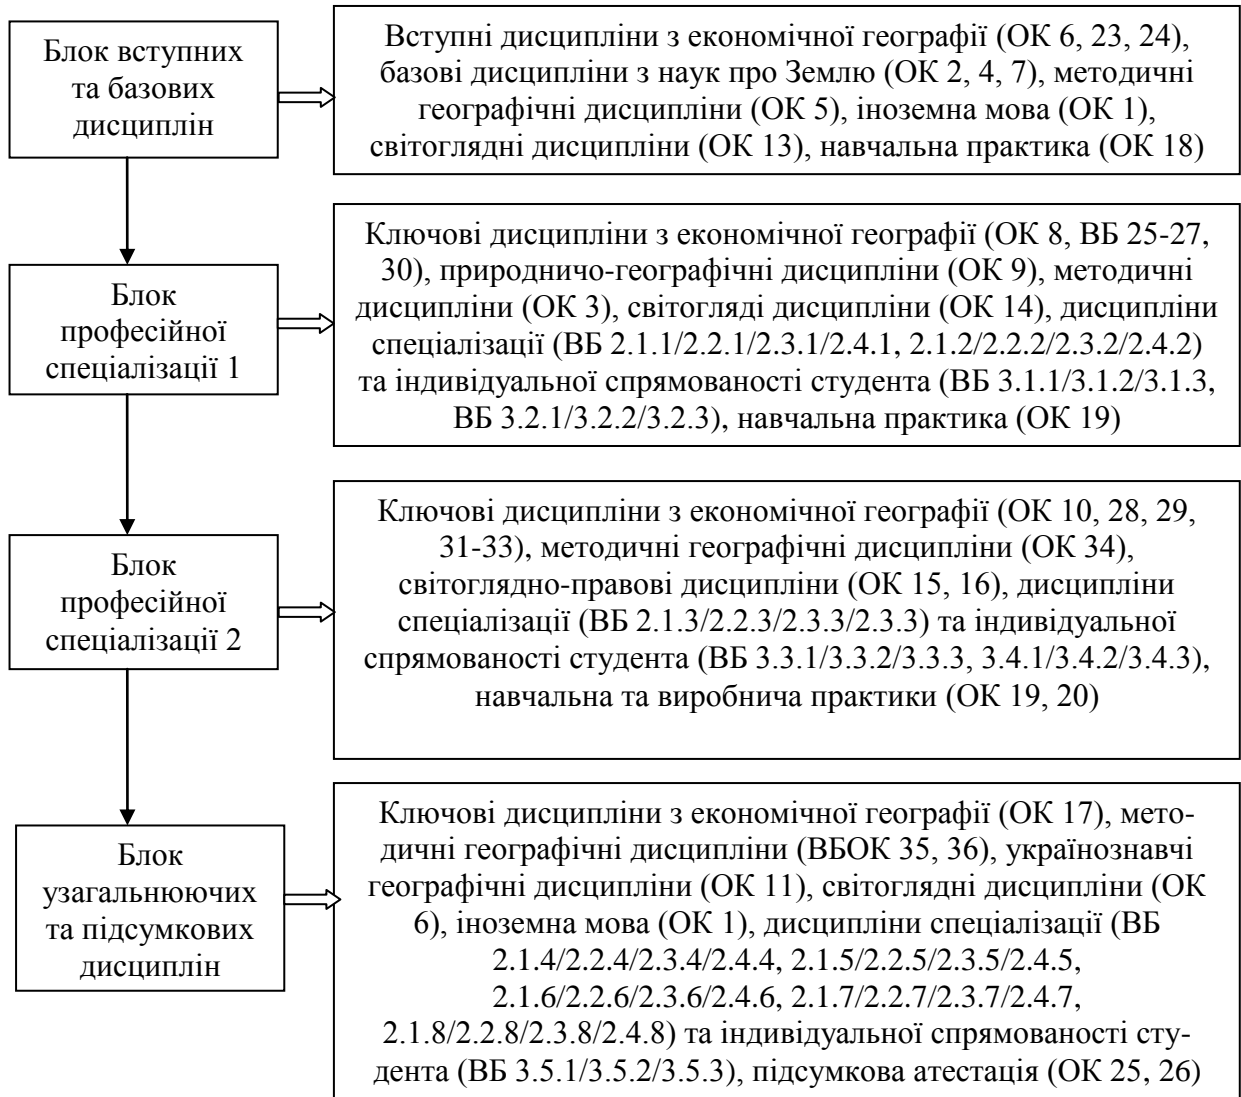 Блок вступних
та базових
дисциплін
Вступні дисципліни з економічної географії (ОК 6, 23, 24),
базові дисципліни з наук про Землю (ОК 2, 4, 7), методичні
географічні дисципліни (ОК 5), іноземна мова (ОК 1),
світоглядні дисципліни (ОК 13), навчальна практика (ОК 18)
Блок
професійної
спеціалізації 1
Ключові дисципліни з економічної географії (ОК 8, ВБ 25-27,
30), природничо-географічні дисципліни (ОК 9), методичні
дисципліни (ОК 3), світогляді дисципліни (ОК 14), дисципліни
спеціалізації (ВБ 2.1.1/2.2.1/2.3.1/2.4.1, 2.1.2/2.2.2/2.3.2/2.4.2)
та індивідуальної спрямованості студента (ВБ 3.1.1/3.1.2/3.1.3,
ВБ 3.2.1/3.2.2/3.2.3), навчальна практика (ОК 19)
Блок
професійної
спеціалізації 2
Ключові дисципліни з економічної географії (ОК 10, 28, 29,
31-33), методичні географічні дисципліни (ОК 34),
світоглядно-правові дисципліни (ОК 15, 16), дисципліни
спеціалізації (ВБ 2.1.3/2.2.3/2.3.3/2.3.3) та індивідуальної
спрямованості студента (ВБ 3.3.1/3.3.2/3.3.3, 3.4.1/3.4.2/3.4.3),
навчальна та виробнича практики (ОК 19, 20)
Блок
узагальнюючих
та підсумкових
дисциплін
Ключові дисципліни з економічної географії (ОК 17), мето-
дичні географічні дисципліни (ВБОК 35, 36), українознавчі
географічні дисципліни (ОК 11), світоглядні дисципліни (ОК
6), іноземна мова (ОК 1), дисципліни спеціалізації (ВБ
2.1.4/2.2.4/2.3.4/2.4.4, 2.1.5/2.2.5/2.3.5/2.4.5,
2.1.6/2.2.6/2.3.6/2.4.6, 2.1.7/2.2.7/2.3.7/2.4.7,
2.1.8/2.2.8/2.3.8/2.4.8) та індивідуальної спрямованості сту-
дента (ВБ 3.5.1/3.5.2/3.5.3), підсумкова атестація (ОК 25, 26)